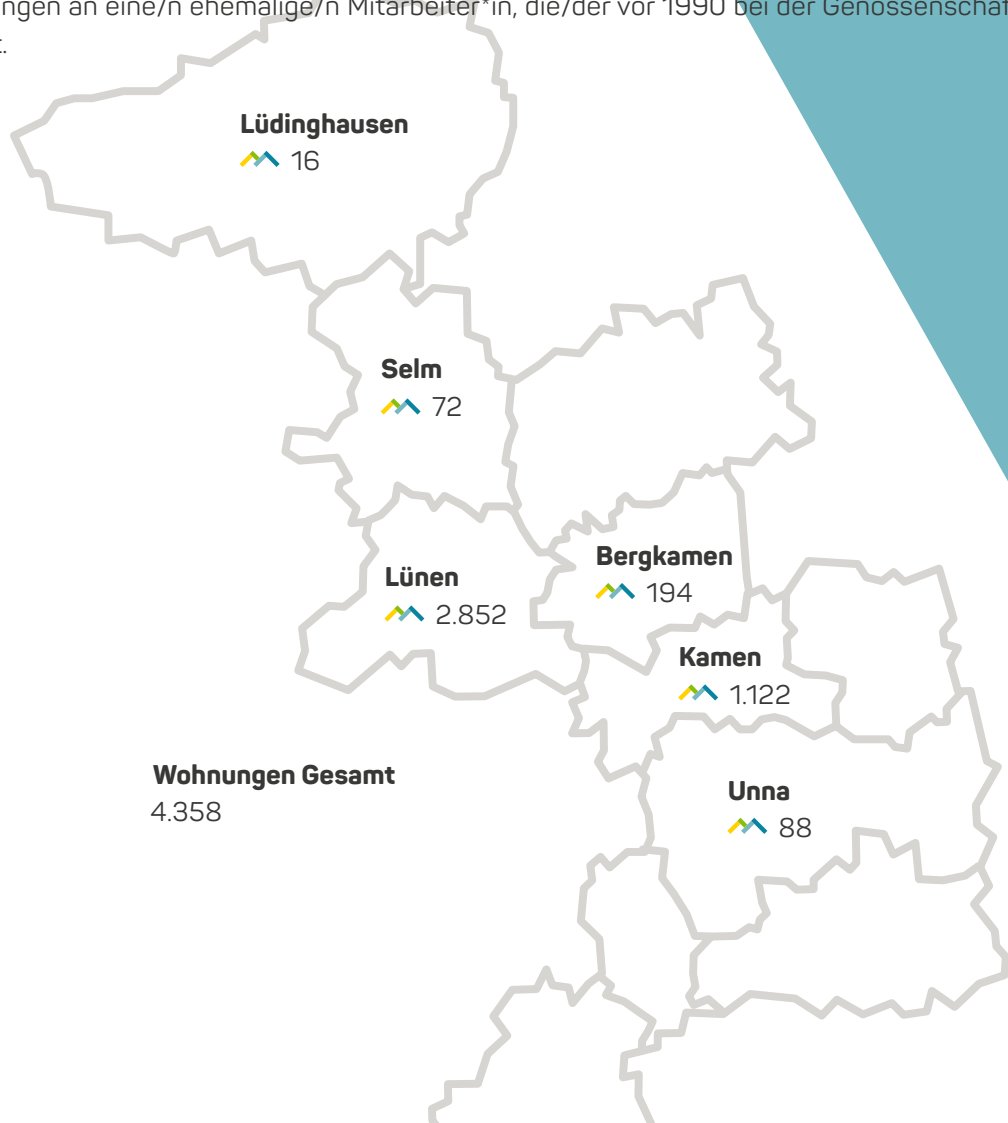 ngen an eine/n ehemalige/n Mitarbeiter*in, die/der vor 1990 bei der Genossenschaf
t.
Lüdinghausen
16
Selm
72
Bergkamen
194
Lünen
2.852
Kamen
1.122
Wohnungen Gesamt
4.358
Unna
88